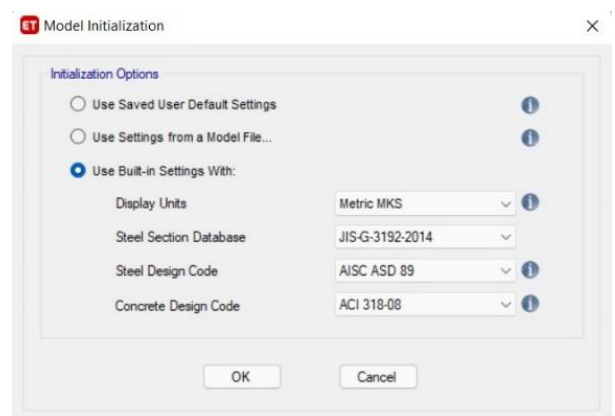 ET Model Initialization
Initialization Options
Use Saved User Default Settings
Use Settings from a Model File...
Use Built-in Settings With:
Display Units Metric MKS
Steel Section Database JIS-G-3192-2014
Steel Design Code AISC ASD 89
Concrete Design Code ACI 318-08
OK Cancel